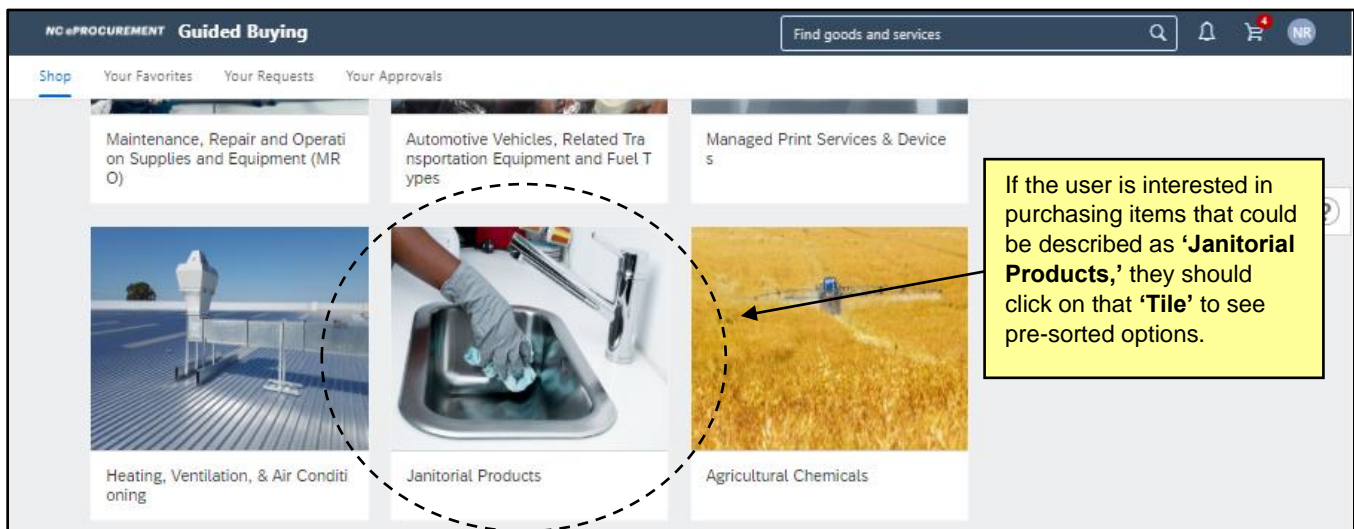 NC ePROCUREMENT Guided Buying
Find goods and services
4
NR
Shop Your Favorites Your Requests Your Approvals
Maintenance, Repair and Operati
on Supplies and Equipment (MR
O)
Automotive Vehicles, Related Tra
nsportation Equipment and Fuel T
ypes
Managed Print Services & Device
s
If the user is interested in
purchasing items that could
be described as ‘Janitorial
Products,’ they should
click on that ‘Tile’ to see
pre-sorted options.
?
Heating, Ventilation, & Air Conditi
oning
Janitorial Products
Agricultural Chemicals